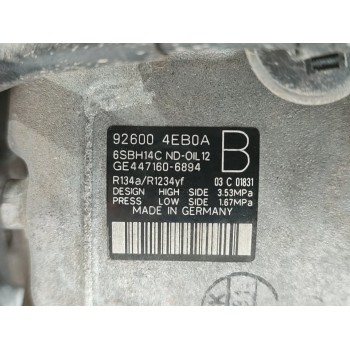 92600 4EB0A
B
6SBH14C ND-OIL12
GE447160-6894
R134a/R1234yf 03 C 01831
DESIGN HIGH SIDE 3.53MPa
PRESS LOW SIDE 1.67MPa
MADE IN GERMANY